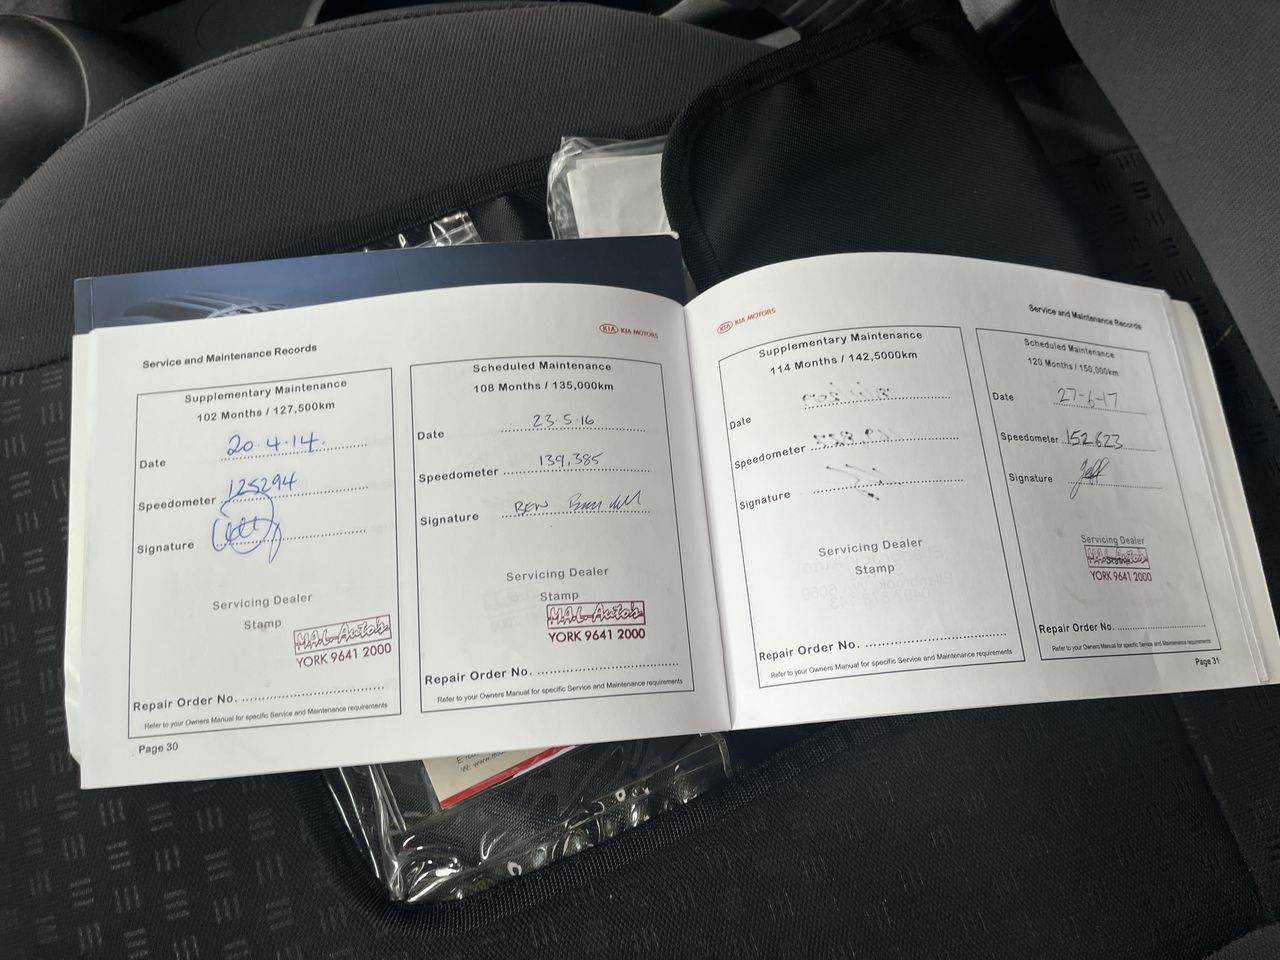 Service and Maintenance Records
KIA KIA MOTORS
Supplementary Maintenance
102 Months / 127,500km
Date 20.4.14.
Speedometer 125294
Signature
Servicing Dealer
Stamp
MAL Auto's
YORK 9641 2000
Repair Order No.
Refer to your Owners Manual for specific Service and Maintenance requirements
Page 30
Scheduled Maintenance
108 Months / 135,000km
Date 23.5.16
Speedometer 139,385
Signature BEN
Servicing Dealer
Stamp
MAL Auto's
YORK 9641 2000
Repair Order No.
Refer to your Owners Manual for specific Service and Maintenance requirements
KIA KIA MOTORS
Service and Maintenance Records
Supplementary Maintenance
114 Months / 142,5000km
Date
Speedometer
Signature
Servicing Dealer
Stamp
Repair Order No.
Refer to your Owners Manual for specific Service and Maintenance requirements
Scheduled Maintenance
120 Months / 150,000km
Date 27-6-17
Speedometer 152623
Signature Jeff
Servicing Dealer
Stamp
MAL Auto's
YORK 9641 2000
Repair Order No.
Refer to your Owners Manual for specific Service and Maintenance requirements
Page 31